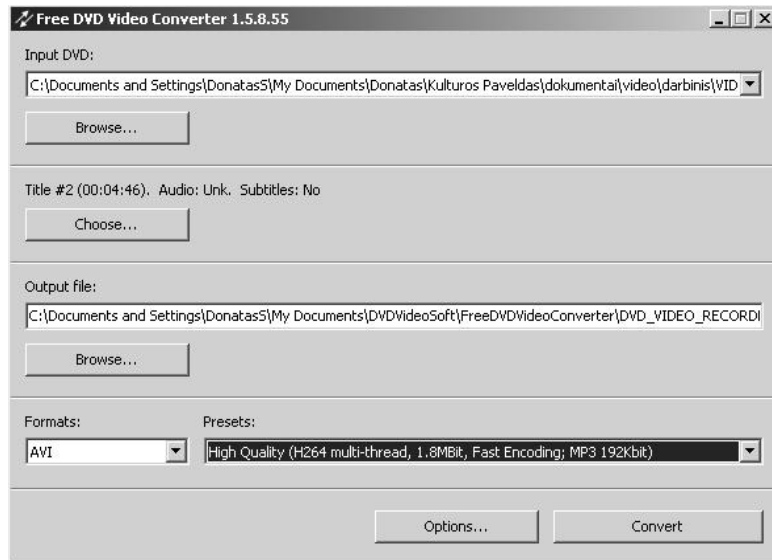 Free DVD Video Converter 1.5.8.55
Input DVD:
C:\Documents and Settings\DonatasS\My Documents\Donatas\Kulturos Paveldas\dokumentai\video\darbinis\VID
Browse...
Title #2 (00:04:46). Audio: Unk. Subtitles: No
Choose...
Output file:
C:\Documents and Settings\DonatasS\My Documents\DVDVideoSoft\FreeDVDVideoConverter\DVD_VIDEO_RECORDI
Browse...
Formats: Presets:
AVI High Quality (H264 multi-thread, 1.8MBit, Fast Encoding; MP3 192Kbit)
Options... Convert